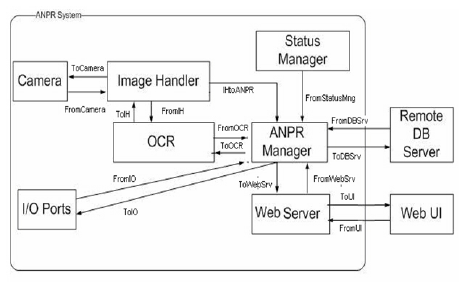 ANPR System
Status
Manager
ToCamera
Camera
Image Handler
IHtoANPR
FromCamera
ToIH
FromIH
FromStatusMng
FromOCR
ToOCR
OCR
ANPR
Manager
FromDBSrv
ToDBSrv
Remote
DB
Server
FromIO
ToWebSrv
FromWebSrv
I/O Ports
ToIO
Web Server
ToUI
FromUI
Web UI